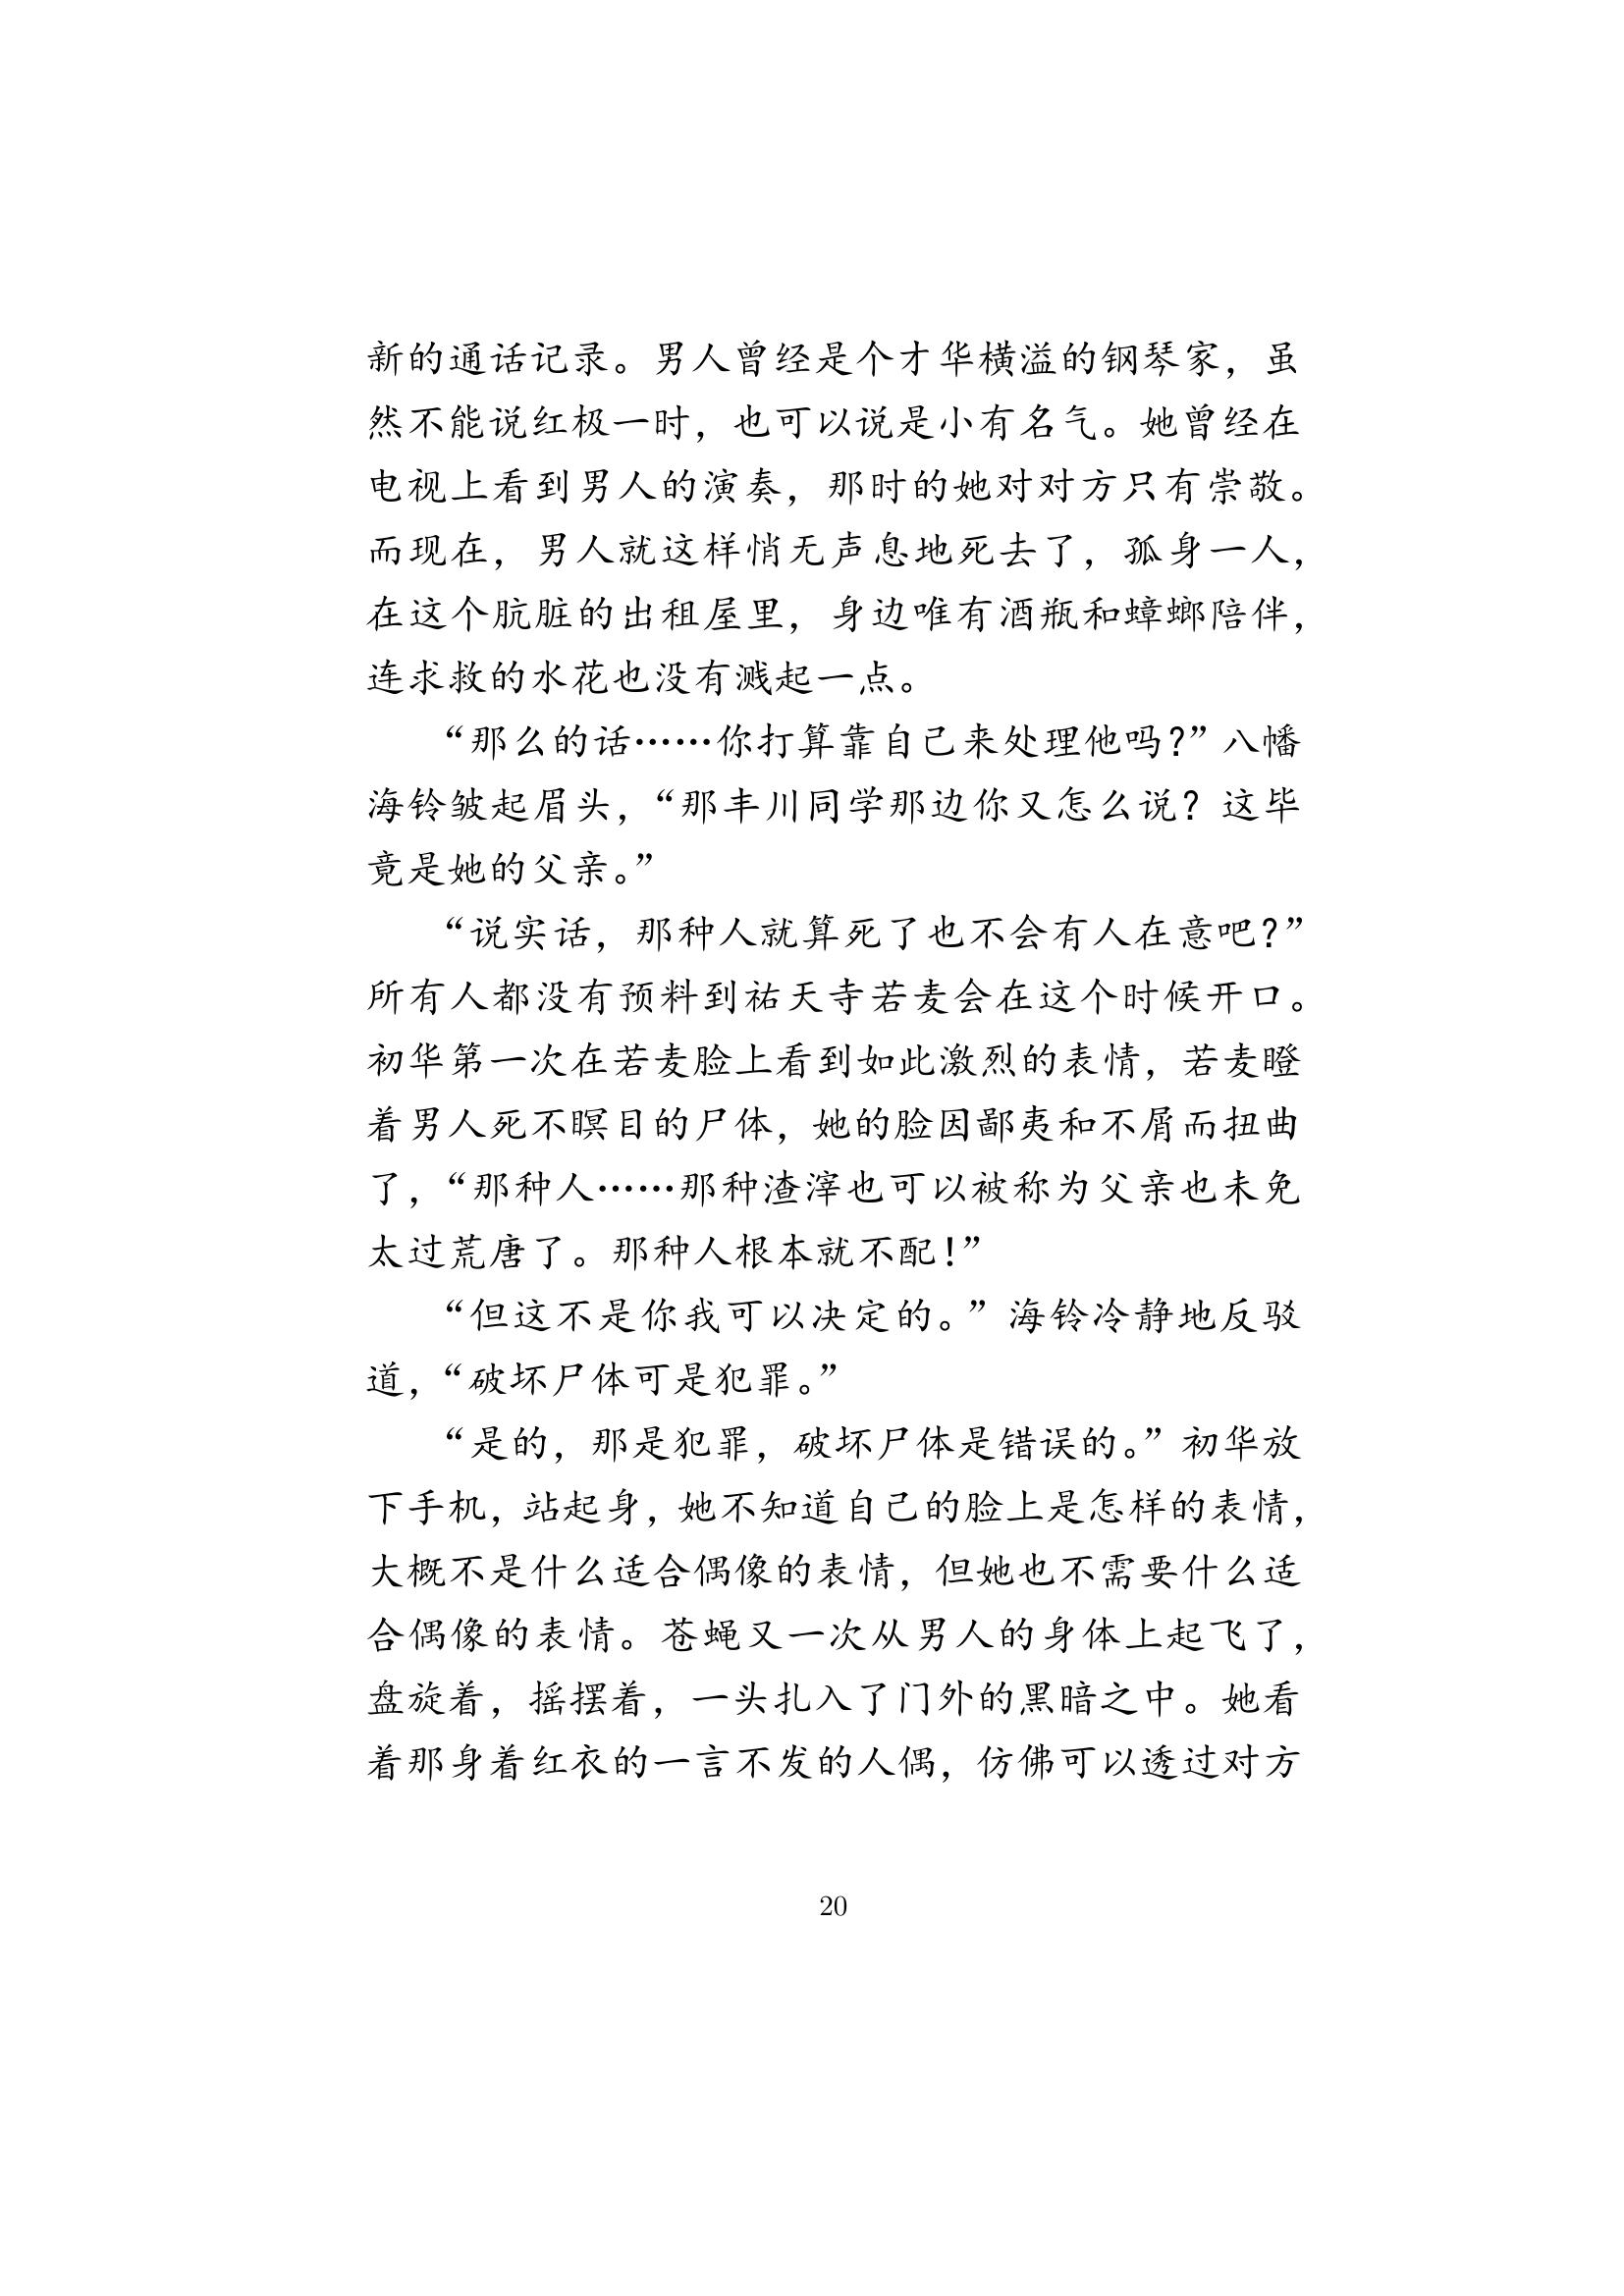 新的通话记录。男人曾经是个才华横溢的钢琴家，虽
然不能说红极一时，也可以说是小有名气。她曾经在
电视上看到男人的演奏，那时的她对对方只有崇敬。
而现在，男人就这样悄无声息地死去了，孤身一人，
在这个肮脏的出租屋里，身边唯有酒瓶和蟑螂陪伴，
连求救的水花也没有溅起一点。
“那么的话……你打算靠自己来处理他吗？”八幡
海铃皱起眉头，“那丰川同学那边你又怎么说？这毕
竟是她的父亲。”
“说实话，那种人就算死了也不会有人在意吧？”
所有人都没有预料到祐天寺若麦会在这个时候开口。
初华第一次在若麦脸上看到如此激烈的表情，若麦瞪
着男人死不瞑目的尸体，她的脸因鄙夷和不屑而扭曲
了，“那种人……那种渣滓也可以被称为父亲也未免
太过荒唐了。那种人根本就不配！”
“但这不是你我可以决定的。”海铃冷静地反驳
道，“破坏尸体可是犯罪。”
“是的，那是犯罪，破坏尸体是错误的。”初华放
下手机，站起身，她不知道自己的脸上是怎样的表情，
大概不是什么适合偶像的表情，但她也不需要什么适
合偶像的表情。苍蝇又一次从男人的身体上起飞了，
盘旋着，摇摆着，一头扎入了门外的黑暗之中。她看
着那身着红衣的一言不发的人偶，仿佛可以透过对方
20